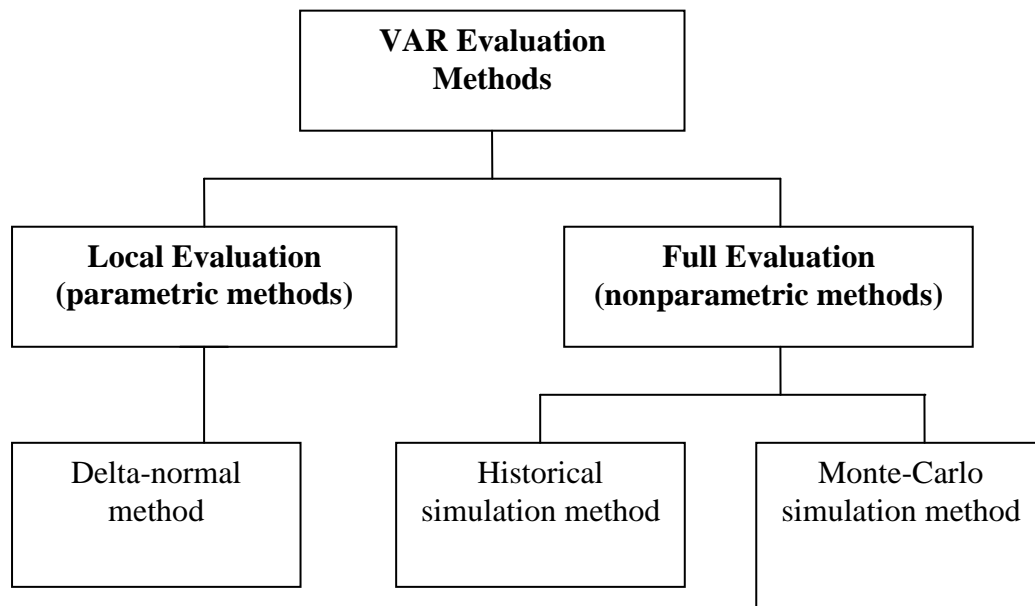 VAR Evaluation
Methods
Local Evaluation
(parametric methods)
Full Evaluation
(nonparametric methods)
Delta-normal
method
Historical
simulation method
Monte-Carlo
simulation method